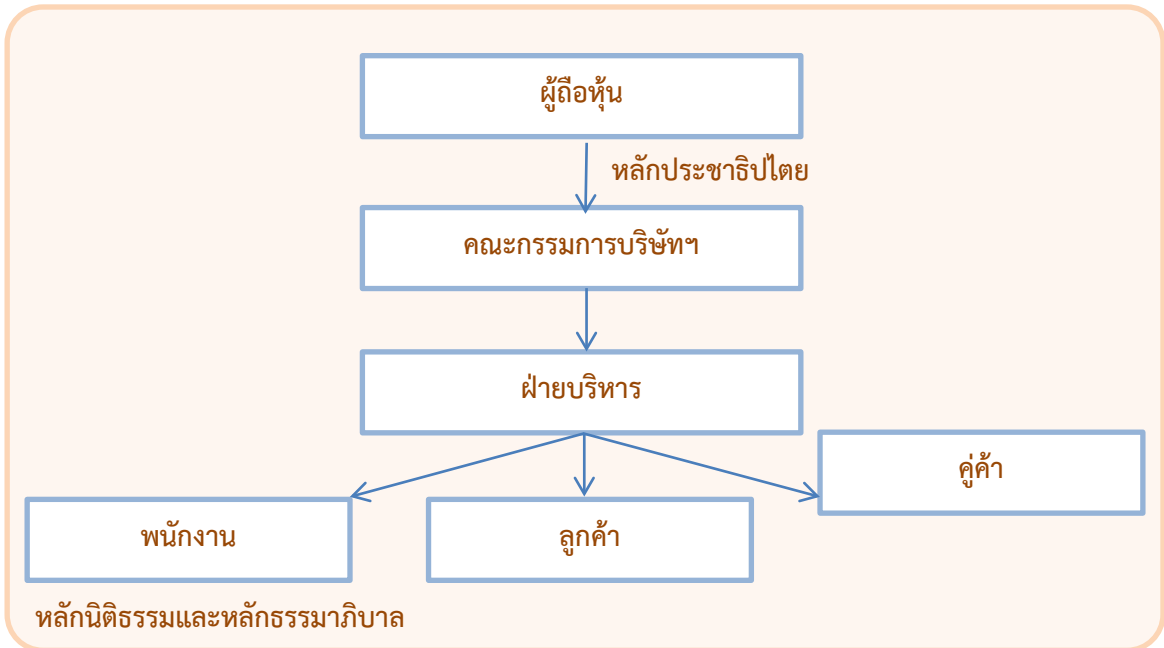 ผู้ถือหุ้น
หลักประชาธิปไตย
คณะกรรมการบริษัทฯ
ฝ่ายบริหาร
คู่ค้า
พนักงาน
ลูกค้า
หลักนิติธรรมและหลักธรรมาภิบาล